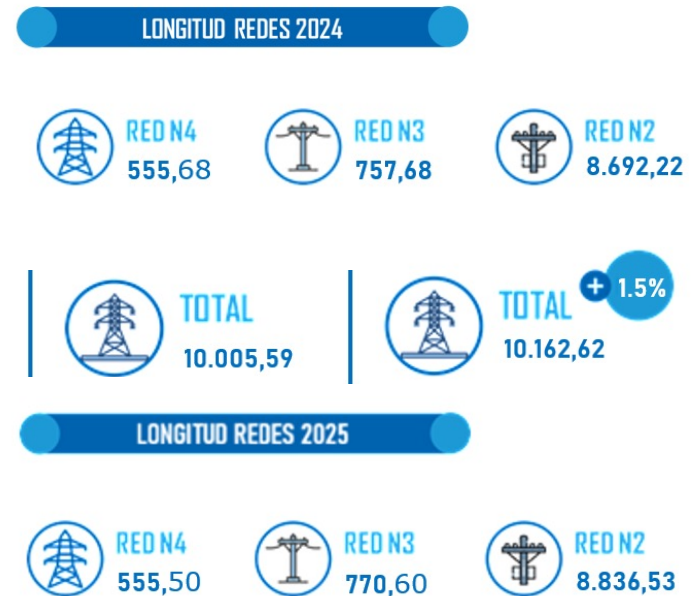 LONGITUD REDES 2024
RED N4
555,68
RED N3
757,68
RED N2
8.692,22
TOTAL
10.005,59
TOTAL
+ 1.5%
10.162,62
LONGITUD REDES 2025
RED N4
555,50
RED N3
770,60
RED N2
8.836,53